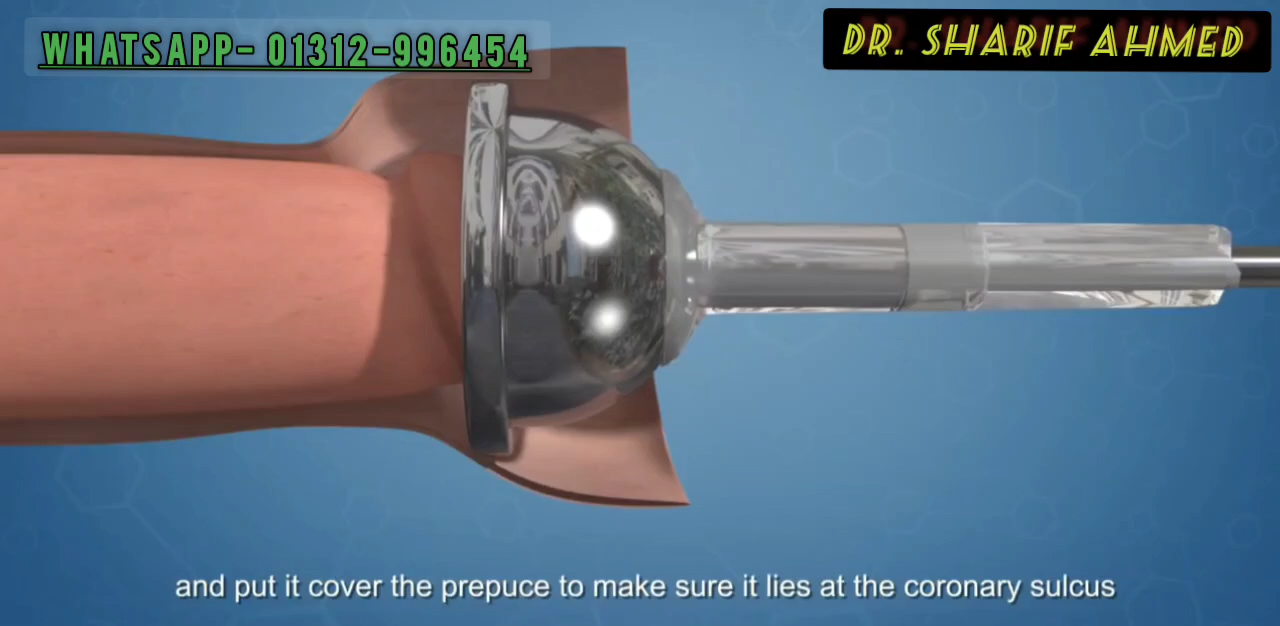 WHATSAPP- 01312-996454
DR. SHARIF AHMED
and put it cover the prepuce to make sure it lies at the coronary sulcus